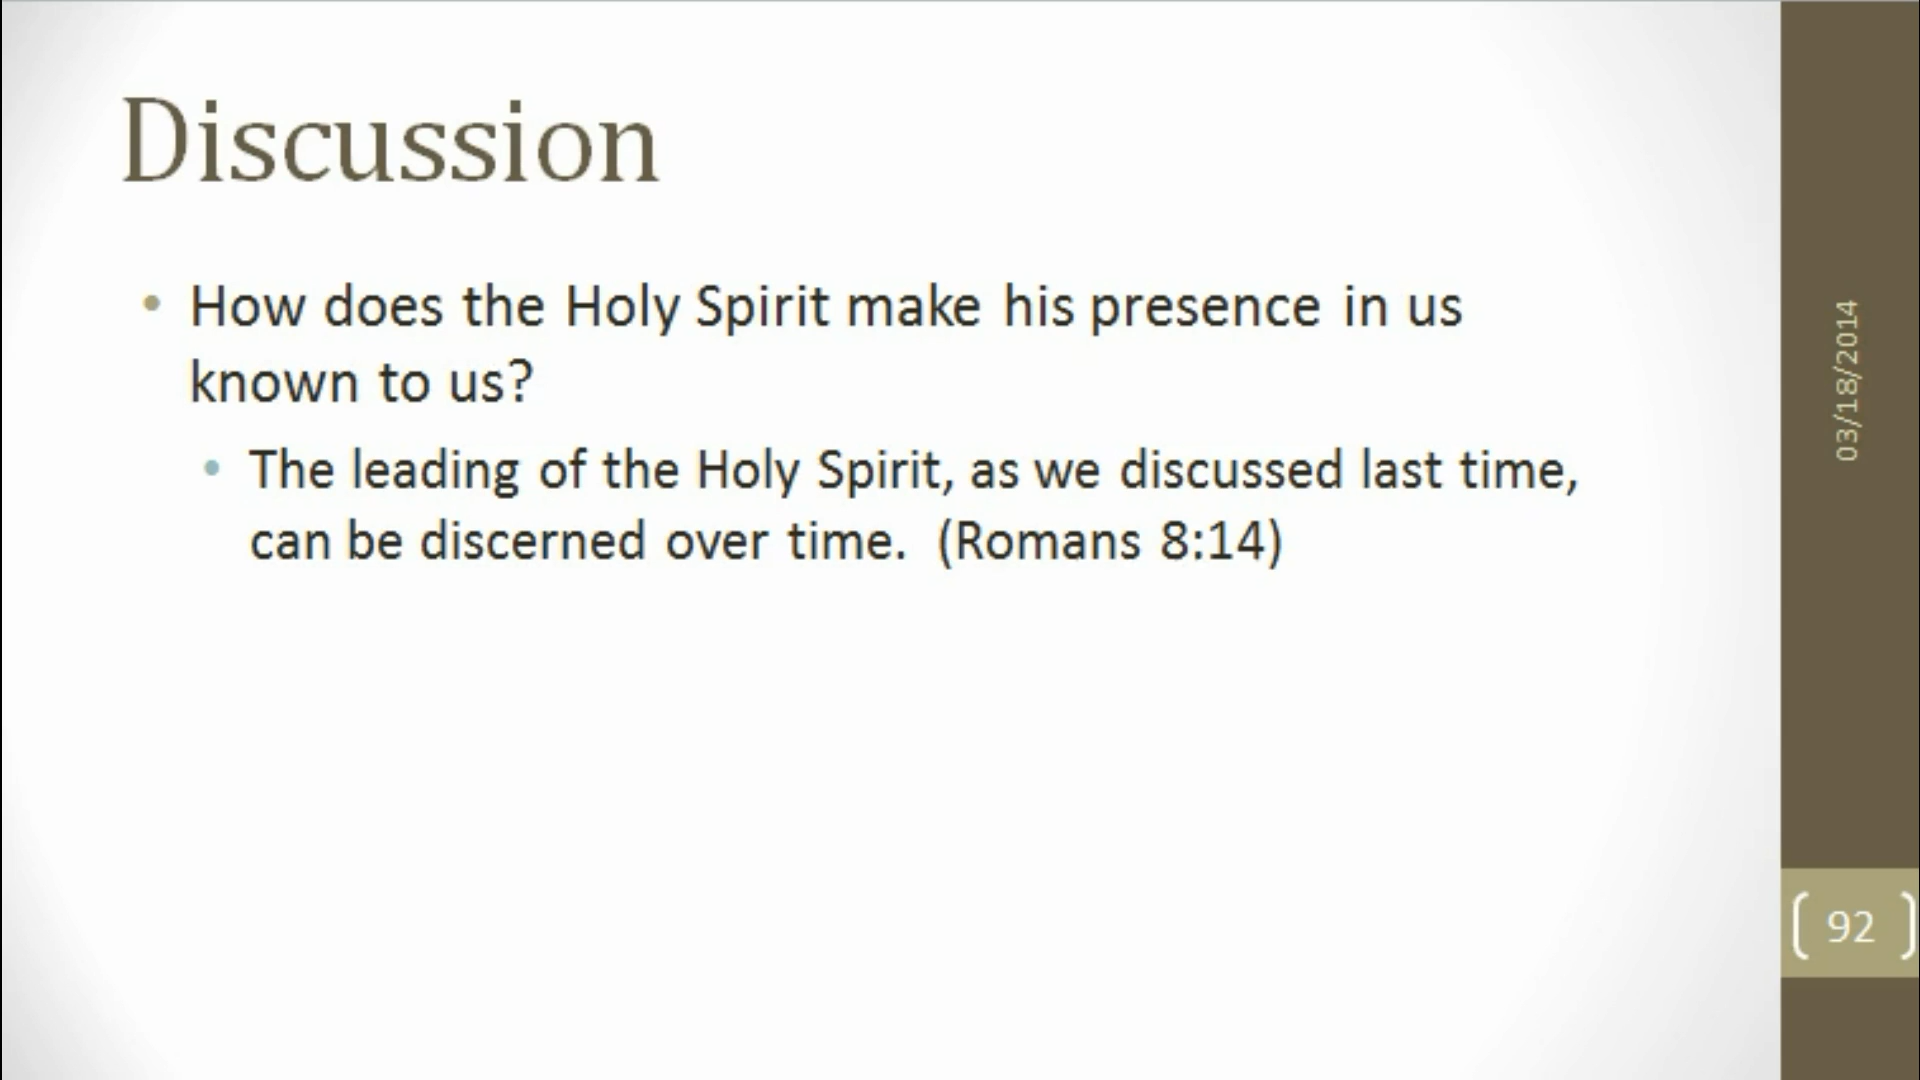 Discussion
• How does the Holy Spirit make his presence in us
known to us?
• The leading of the Holy Spirit, as we discussed last time,
can be discerned over time.  (Romans 8:14)
03/18/2014
92